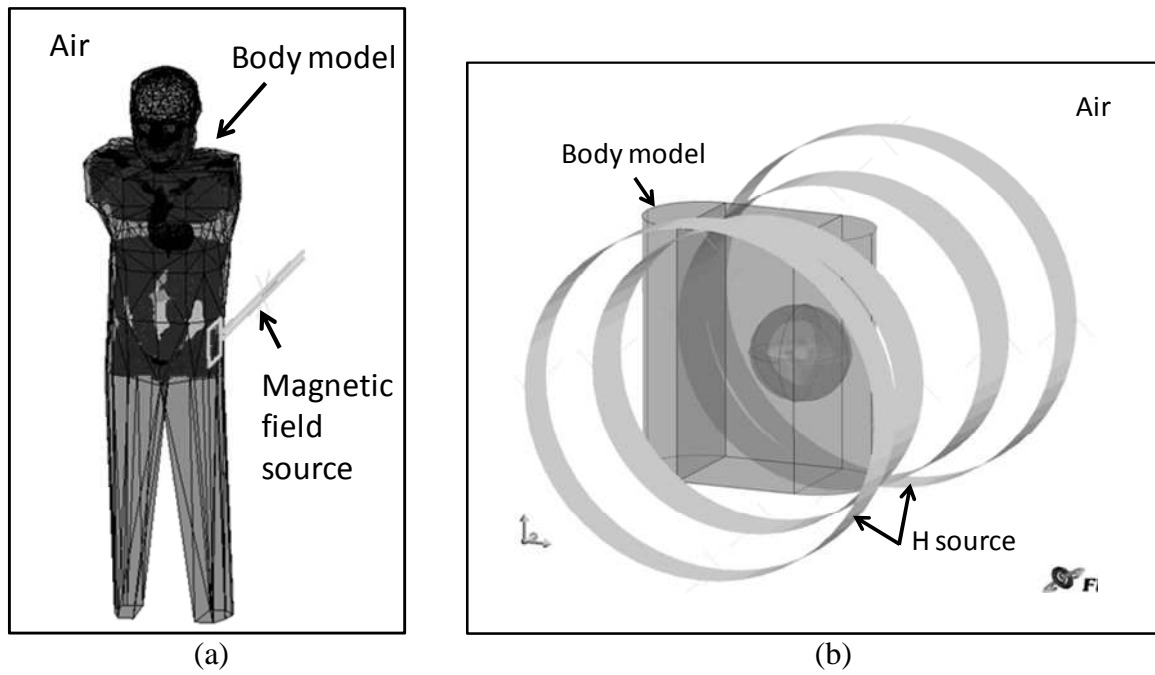 Air
Body model
Magnetic
field
source
(a)
Air
Body model
H source
(b)